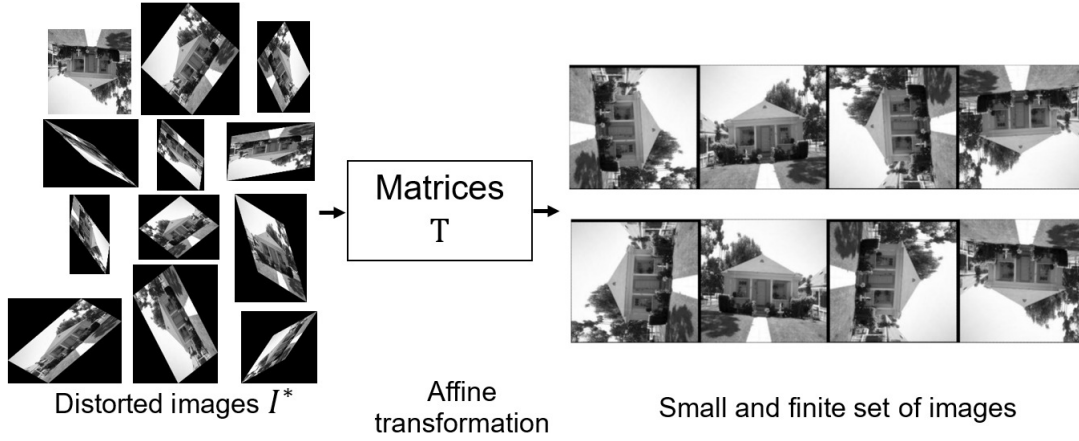 Matrices
T
Distorted images I*
Affine
transformation
Small and finite set of images